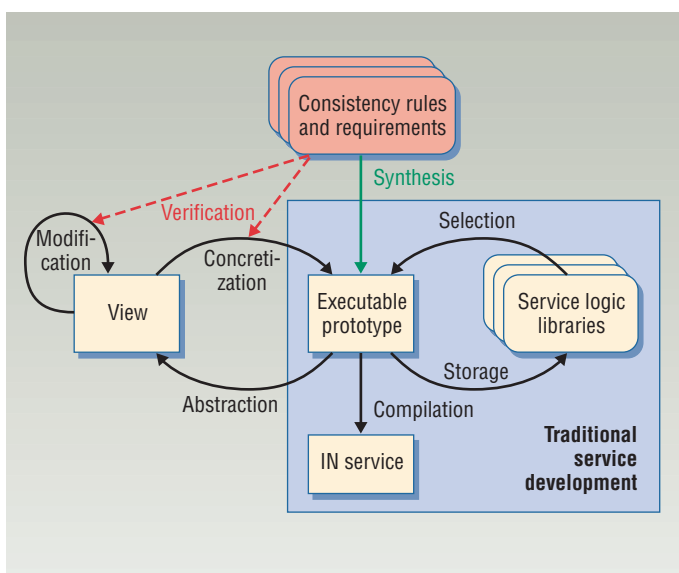 Consistency rules
and requirements
Synthesis
Verification
Selection
Modifi-
cation
Concreti-
zation
View
Executable
prototype
Service logic
libraries
Storage
Abstraction
Compilation
IN service
Traditional
service
development